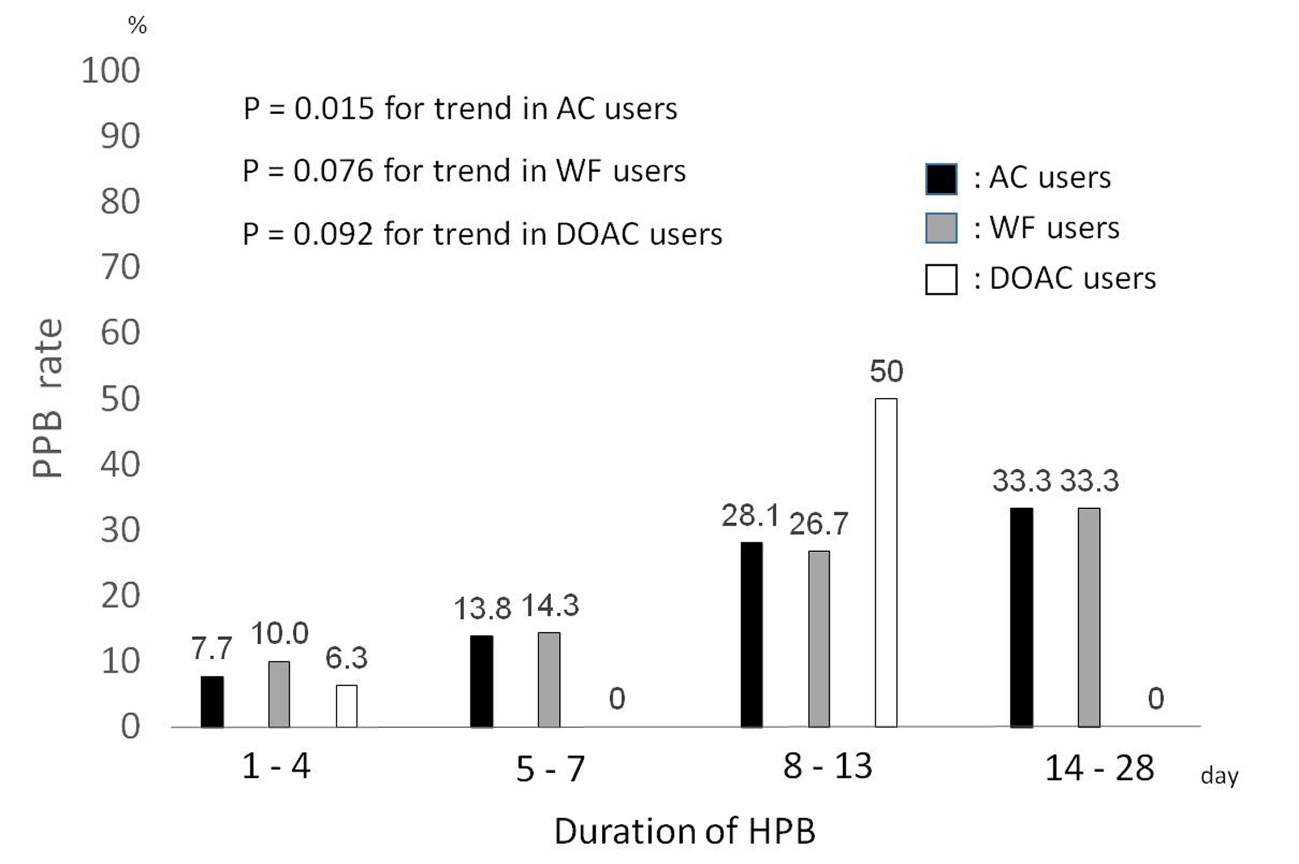 %
100
90
80
70
60
50
40
30
20
10
0
PPB rate
P = 0.015 for trend in AC users
P = 0.076 for trend in WF users
P = 0.092 for trend in DOAC users
: AC users
: WF users
: DOAC users
7.7 10.0 6.3
13.8 14.3 0
28.1 26.7 50
33.3 33.3 0
1 - 4 5 - 7 8 - 13 14 - 28 day
Duration of HPB